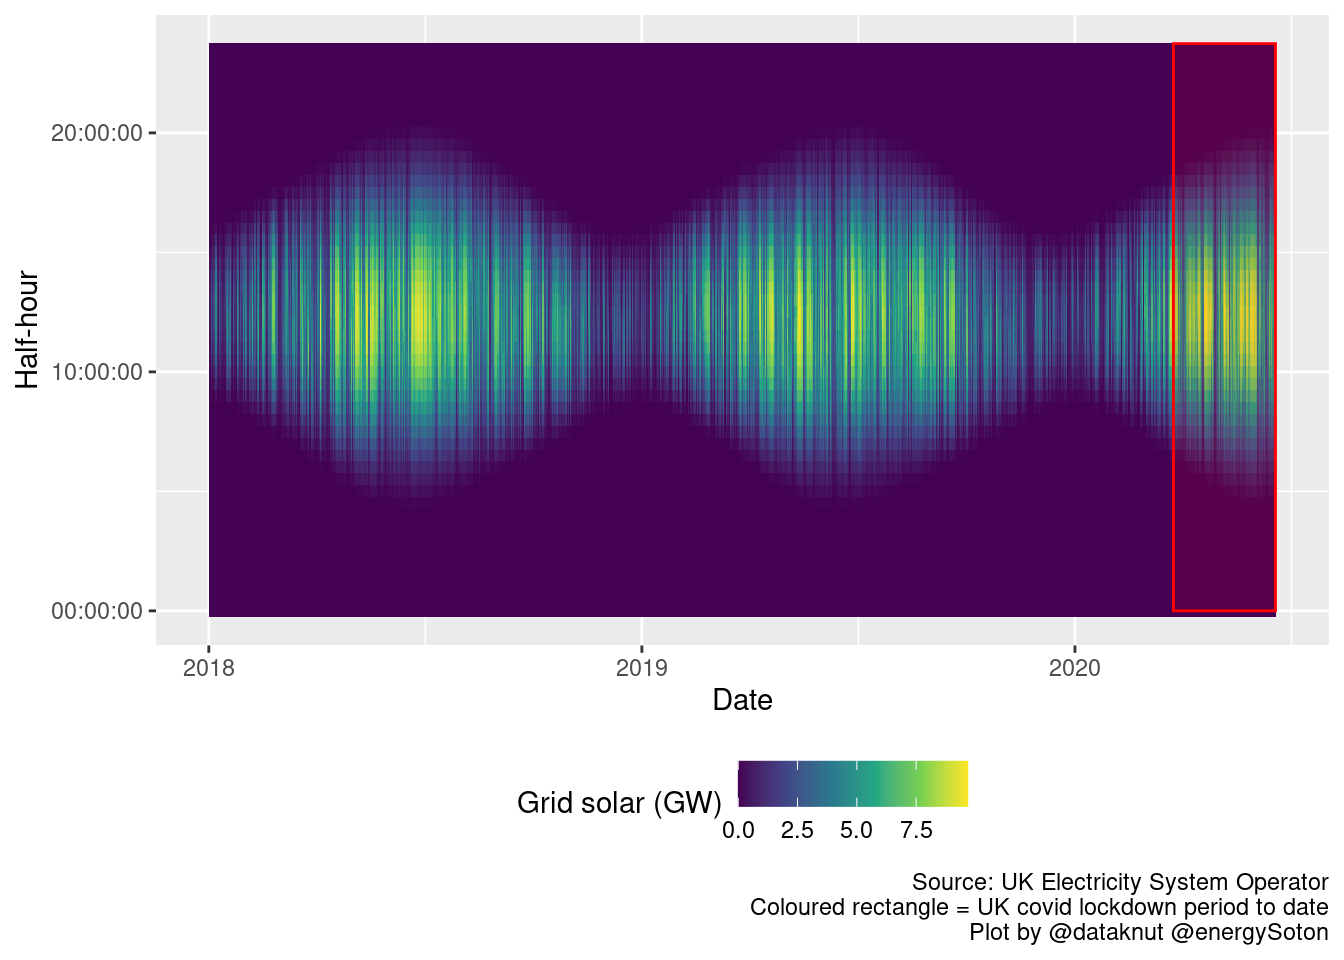 Half-hour
20:00:00
10:00:00
00:00:00
2018 2019 2020
Date
Grid solar (GW)
0.0 2.5 5.0 7.5
Source: UK Electricity System Operator
Coloured rectangle = UK covid lockdown period to date
Plot by @dataknut @energySoton